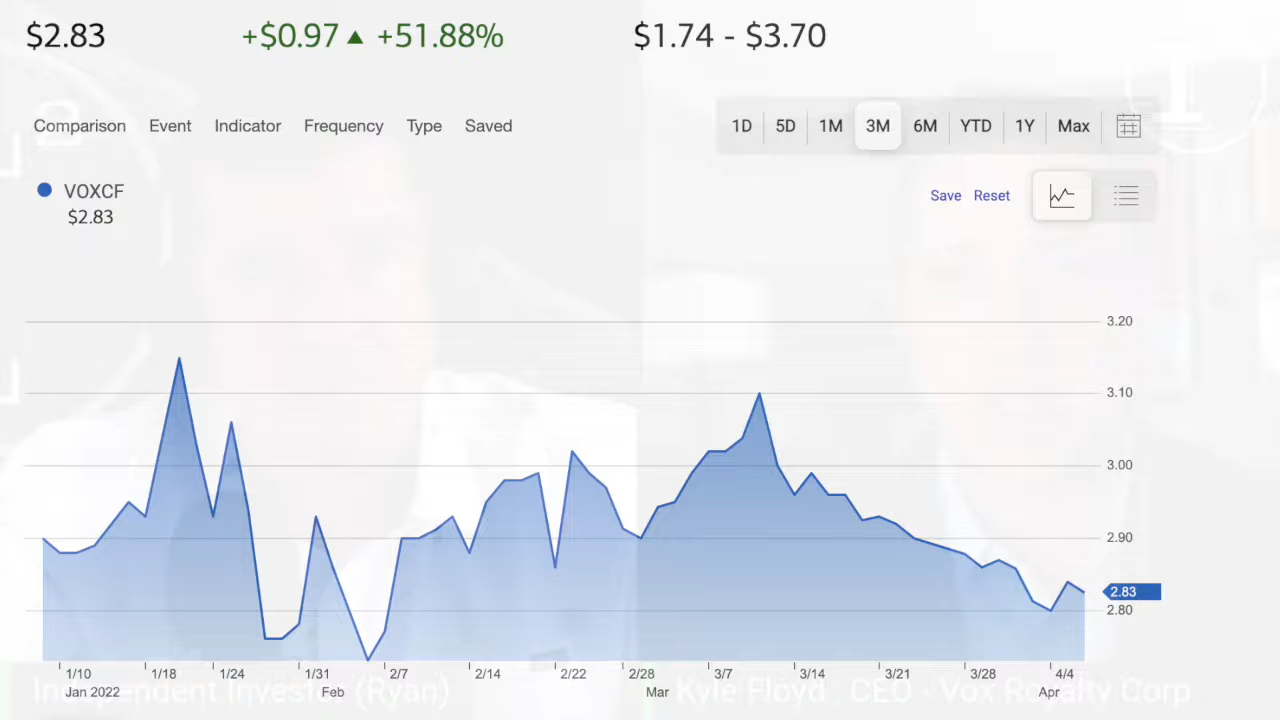 $2.83 +$0.97 ▲ +51.88% $1.74 - $3.70
Comparison Event Indicator Frequency Type Saved 1D 5D 1M 3M 6M YTD 1Y Max
VOXCF Save Reset
$2.83
3.20
3.10
3.00
2.90
2.83
2.80
1/10 1/18 1/24 1/31 2/7 2/14 2/22 2/28 3/7 3/14 3/21 3/28 4/4
Jan 2022 Feb Mar Apr
Independent Investor (Ryan) Kyle Floyd, CEO - Vox Royalty Corp